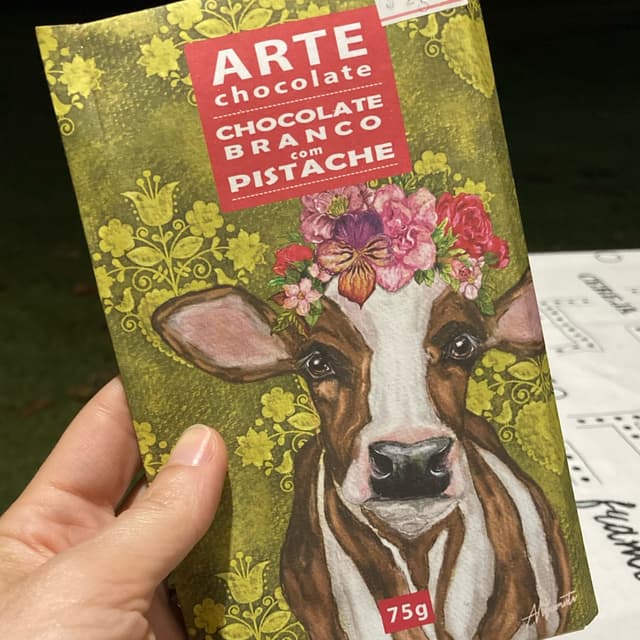 ARTE
chocolate
CHOCOLATE
BRANCO
com
PISTACHE
75g